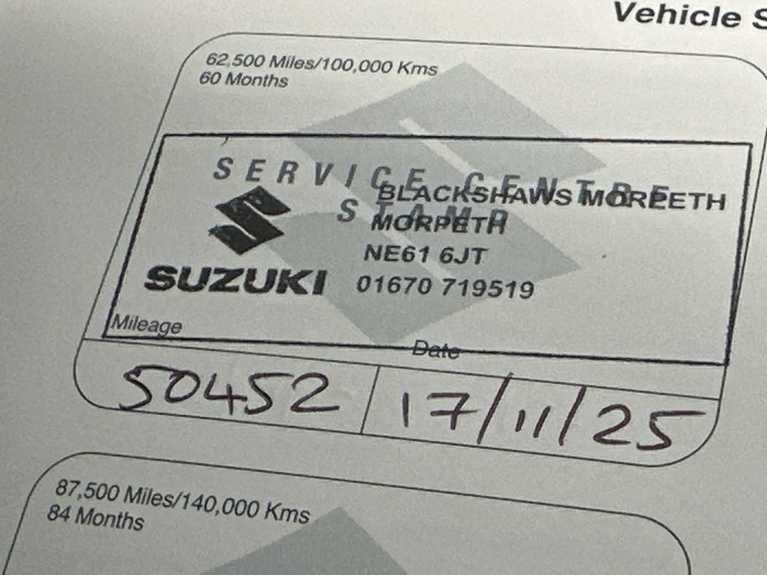 Vehicle S
62,500 Miles/100,000 Kms
60 Months
SERVICE CENTRE
STAMP
BLACKSHAWS MORPETH
MORPETH
NE61 6JT
SUZUKI
01670 719519
Mileage
Date
50452
17/11/25
87,500 Miles/140,000 Kms
84 Months